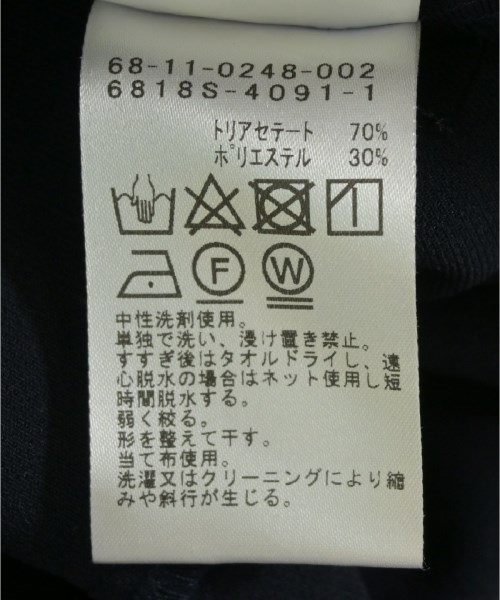 68-11-0248-002
6818S-4091-1
トリアセテート 70%
ポリエステル 30%
F W
中性洗剤使用。
単独で洗い、浸け置き禁止。
すすぎ後はタオルドライし、遠
心脱水の場合はネット使用し短
時間脱水する。
弱く絞る。
形を整えて干す。
当て布使用。
洗濯又はクリーニングにより縮
みや斜行が生じる。